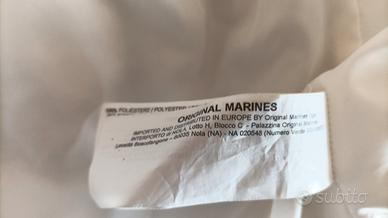 100% POLIESTERE / POLYESTER
ORIGINAL MARINES
IMPORTED AND DISTRIBUTED IN EUROPE BY Original Marines
INTERPORTO DI NOLA, Lotto H, Blocco C - Palazzina Original Marines
80035 Nola (NA) - NA 020548 (Numero Verde
subito